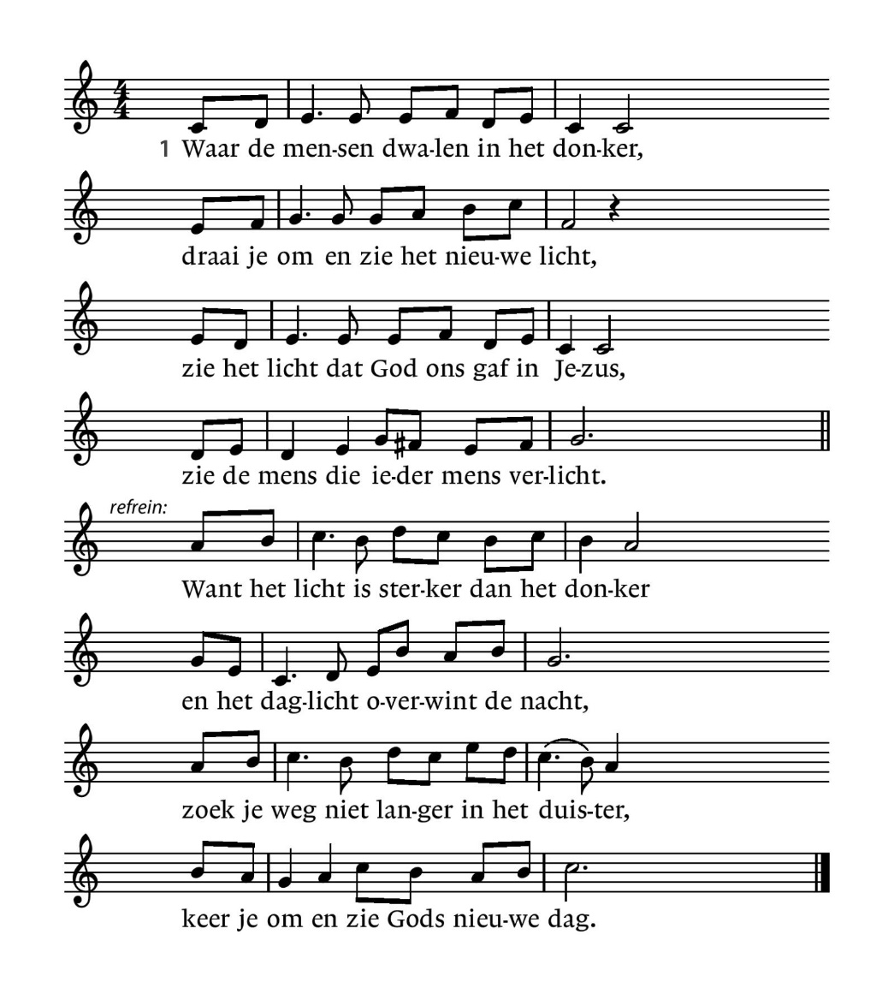 4
4
1 Waar de men-sen dwa-len in het don-ker,
draai je om en zie het nieu-we licht,
zie het licht dat God ons gaf in Je-zus,
zie de mens die ie-der mens ver-licht.
refrein:
Want het licht is ster-ker dan het don-ker
en het dag-licht o-ver-wint de nacht,
zoek je weg niet lan-ger in het duis-ter,
keer je om en zie Gods nieu-we dag.